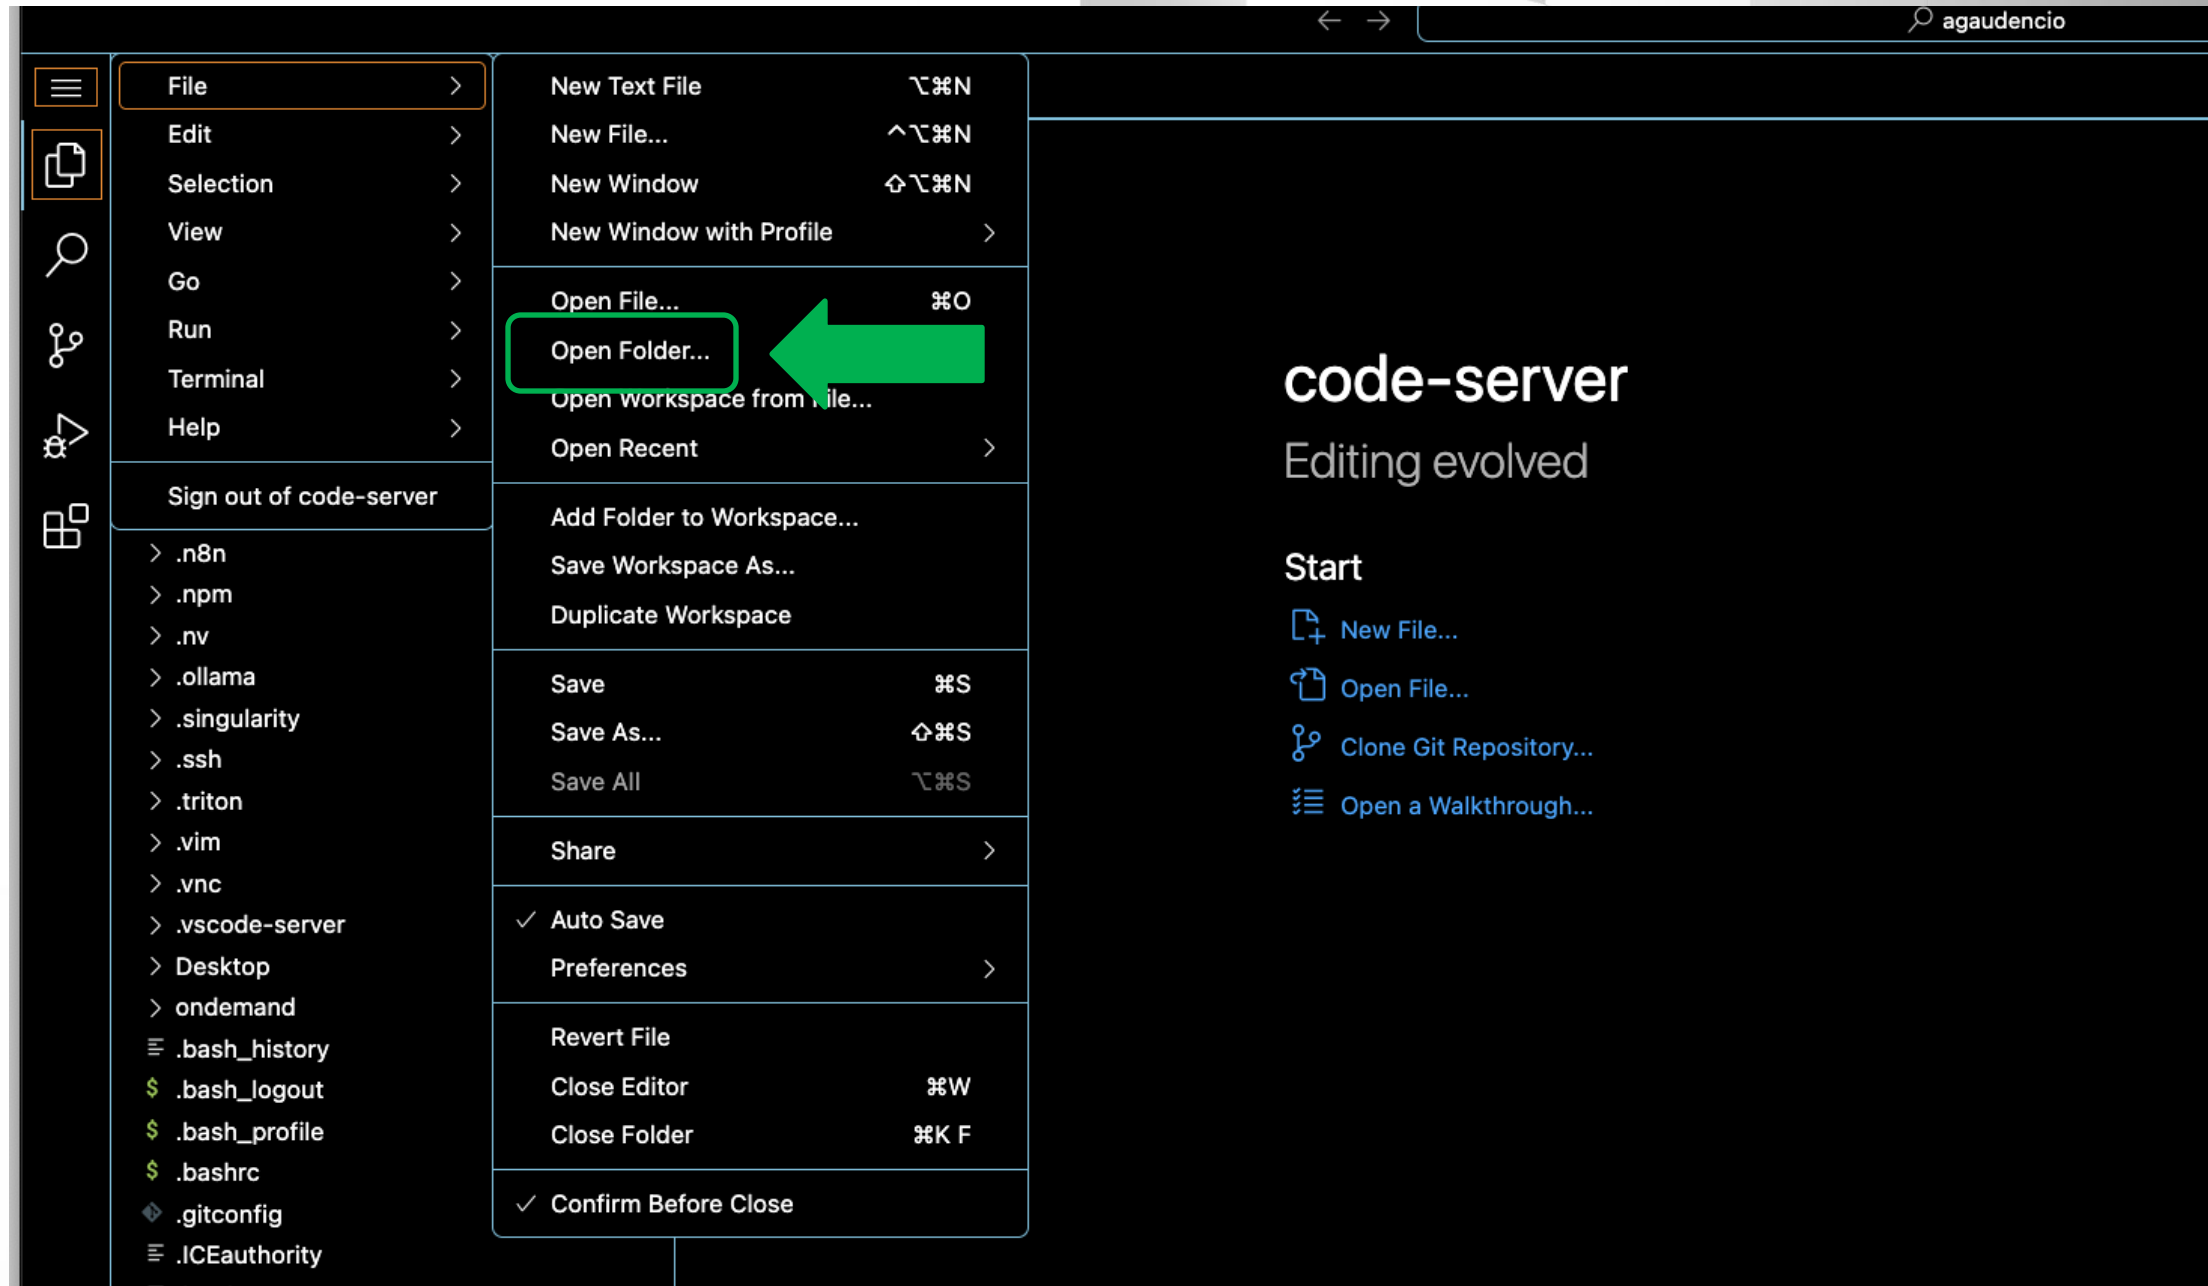 agaudencio
File
Edit
Selection
View
Go
Run
Terminal
Help
Sign out of code-server
.n8n
.npm
.nv
.ollama
.singularity
.ssh
.triton
.vim
.vnc
.vscode-server
Desktop
ondemand
.bash_history
$ .bash_logout
$ .bash_profile
$ .bashrc
.gitconfig
.ICEauthority
New Text File ⌥⌘N
New File... ^⌥⌘N
New Window ⇧⌥⌘N
New Window with Profile
Open File... ⌘O
Open Folder...
Open Workspace from
Open Recent
Add Folder to Workspace...
Save Workspace As...
Duplicate Workspace
Save ⌘S
Save As... ⇧⌘S
Save All ⌥⌘S
Share
Auto Save
Preferences
Revert File
Close Editor ⌘W
Close Folder ⌘K F
Confirm Before Close
code-server
Editing evolved
Start
New File...
Open File...
Clone Git Repository...
Open a Walkthrough...